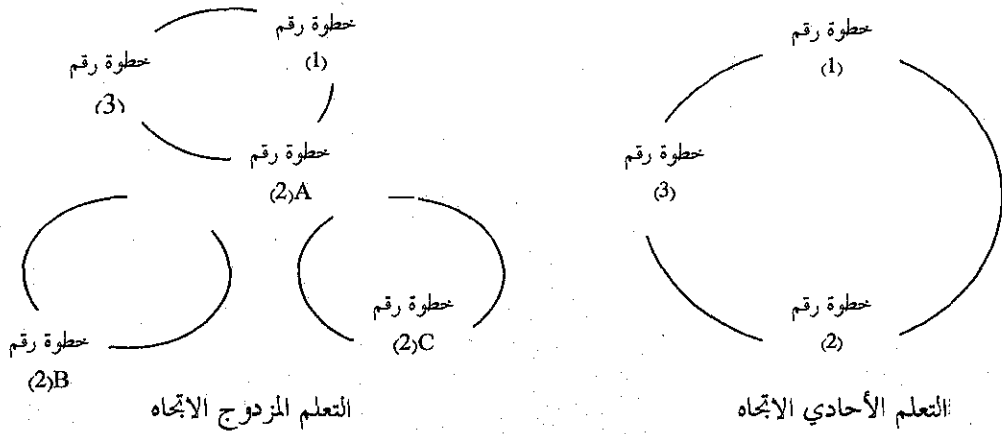 خطوة رقم
(1)
خطوة رقم
(3)
خطوة رقم
(2)
التعلم الأحادي الاتجاه
خطوة رقم
(1)
خطوة رقم
(3)
خطوة رقم
(2)A
خطوة رقم
(2)C
خطوة رقم
(2)B
التعلم المزدوج الاتجاه